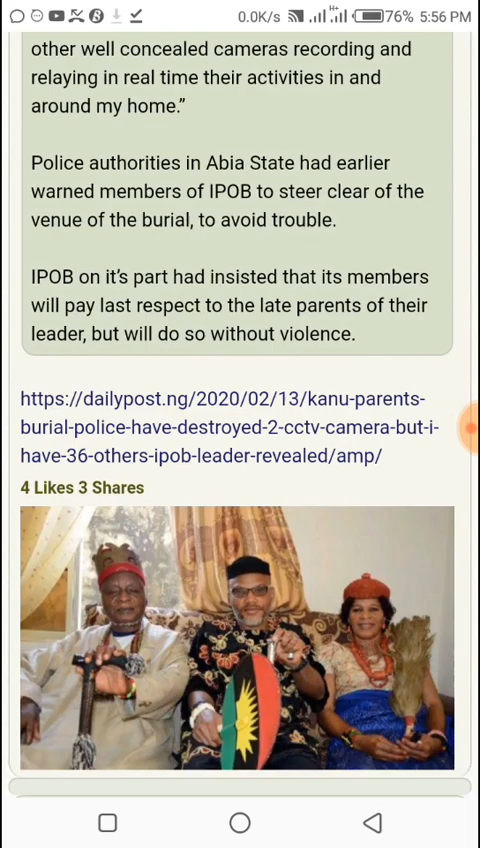 0.0K/s
H+
76% 5:56 PM
other well concealed cameras recording and
relaying in real time their activities in and
around my home.”
Police authorities in Abia State had earlier
warned members of IPOB to steer clear of the
venue of the burial, to avoid trouble.
IPOB on it’s part had insisted that its members
will pay last respect to the late parents of their
leader, but will do so without violence.
https://dailypost.ng/2020/02/13/kanu-parents-
burial-police-have-destroyed-2-cctv-camera-but-i-
have-36-others-ipob-leader-revealed/amp/
4 Likes 3 Shares